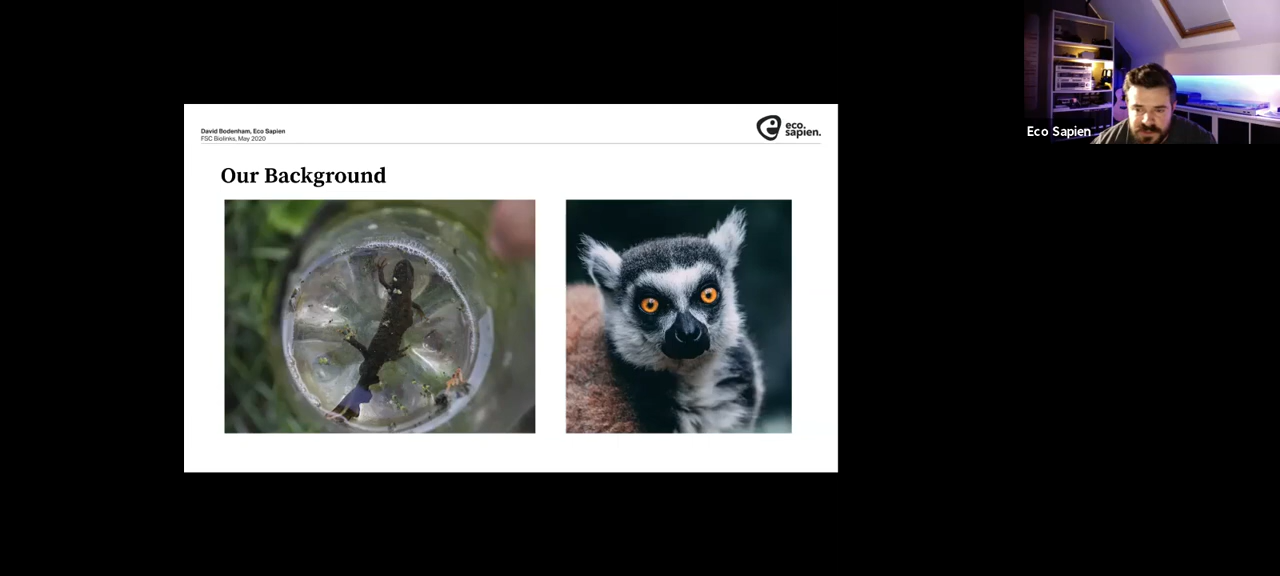 David Bodenham, Eco Sapien
FSC Biolinks, May 2020
eco.
sapien.
Our Background
Eco Sapien